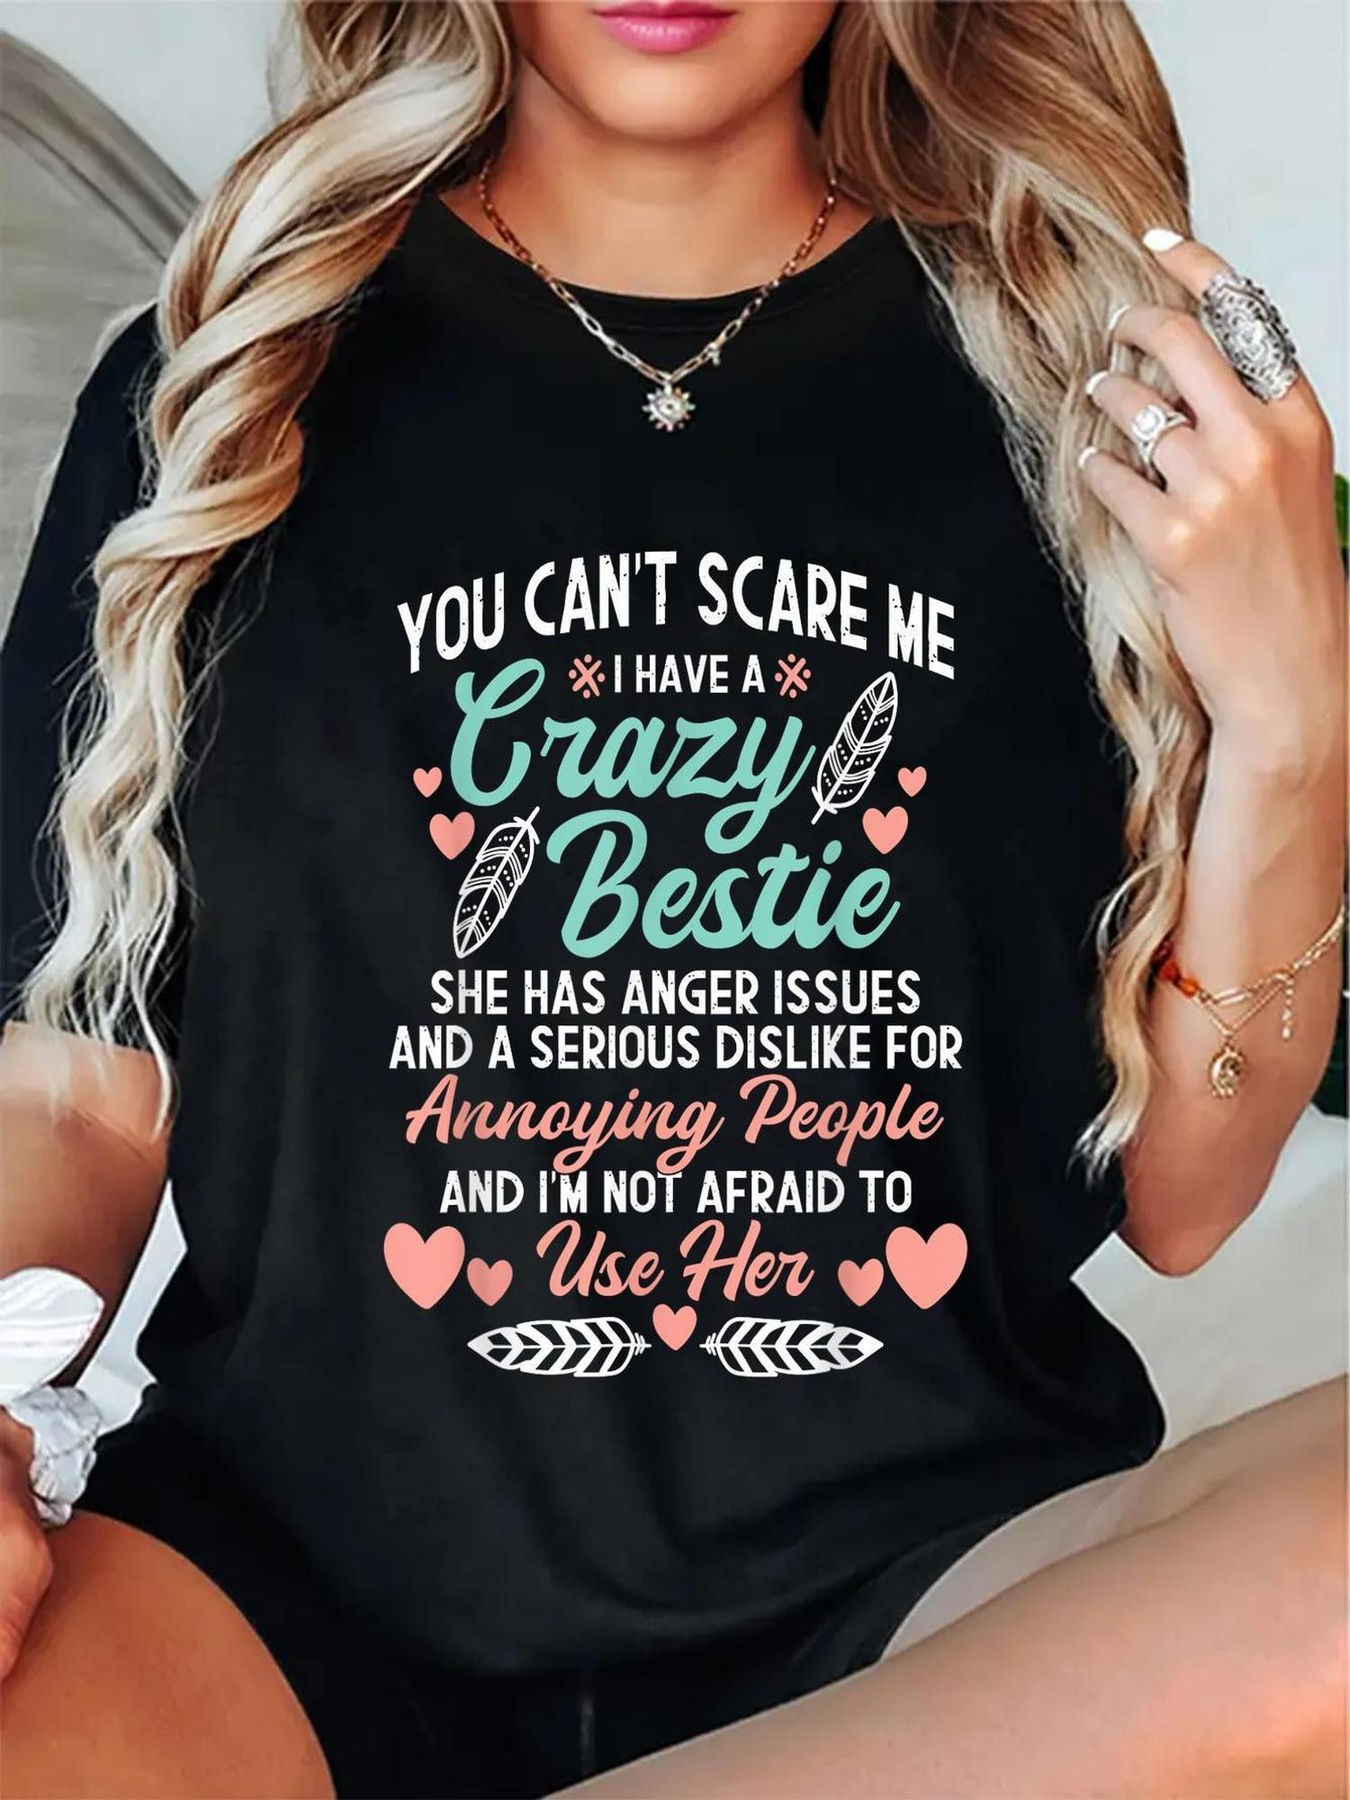 YOU CAN'T SCARE ME
I HAVE A
Crazy
Bestie
SHE HAS ANGER ISSUES
AND A SERIOUS DISLIKE FOR
Annoying People
AND I'M NOT AFRAID TO
Use Her